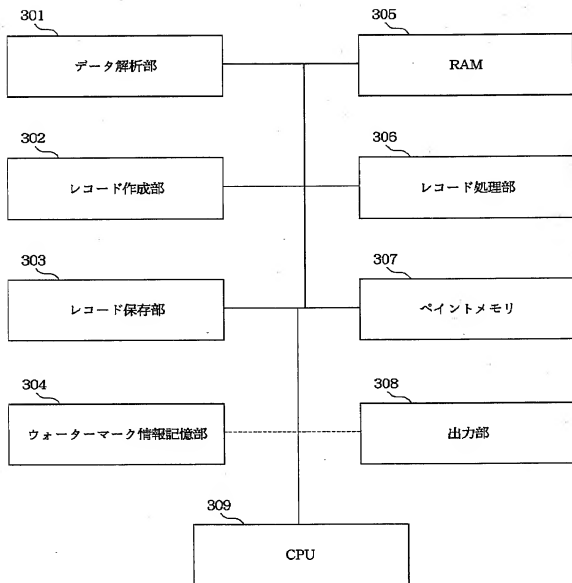 301
データ解析部
305
RAM
302
レコード作成部
306
レコード処理部
303
レコード保存部
307
ペイントメモリ
304
ウォーターマーク情報記憶部
308
出力部
309
CPU